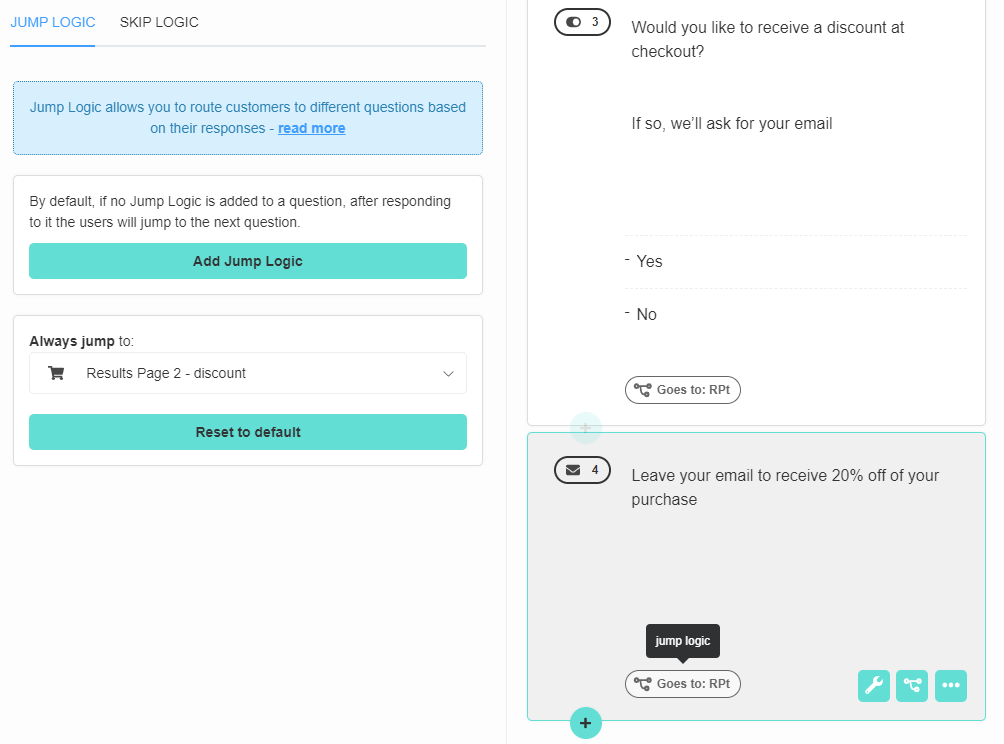 JUMP LOGIC SKIP LOGIC
Jump Logic allows you to route customers to different questions based
on their responses - read more
By default, if no Jump Logic is added to a question, after responding
to it the users will jump to the next question.
Add Jump Logic
Always jump to:
Results Page 2 - discount
Reset to default
3
Would you like to receive a discount at
checkout?
If so, we’ll ask for your email
- Yes
- No
Goes to: RPt
4
Leave your email to receive 20% off of your
purchase
jump logic
Goes to: RPt